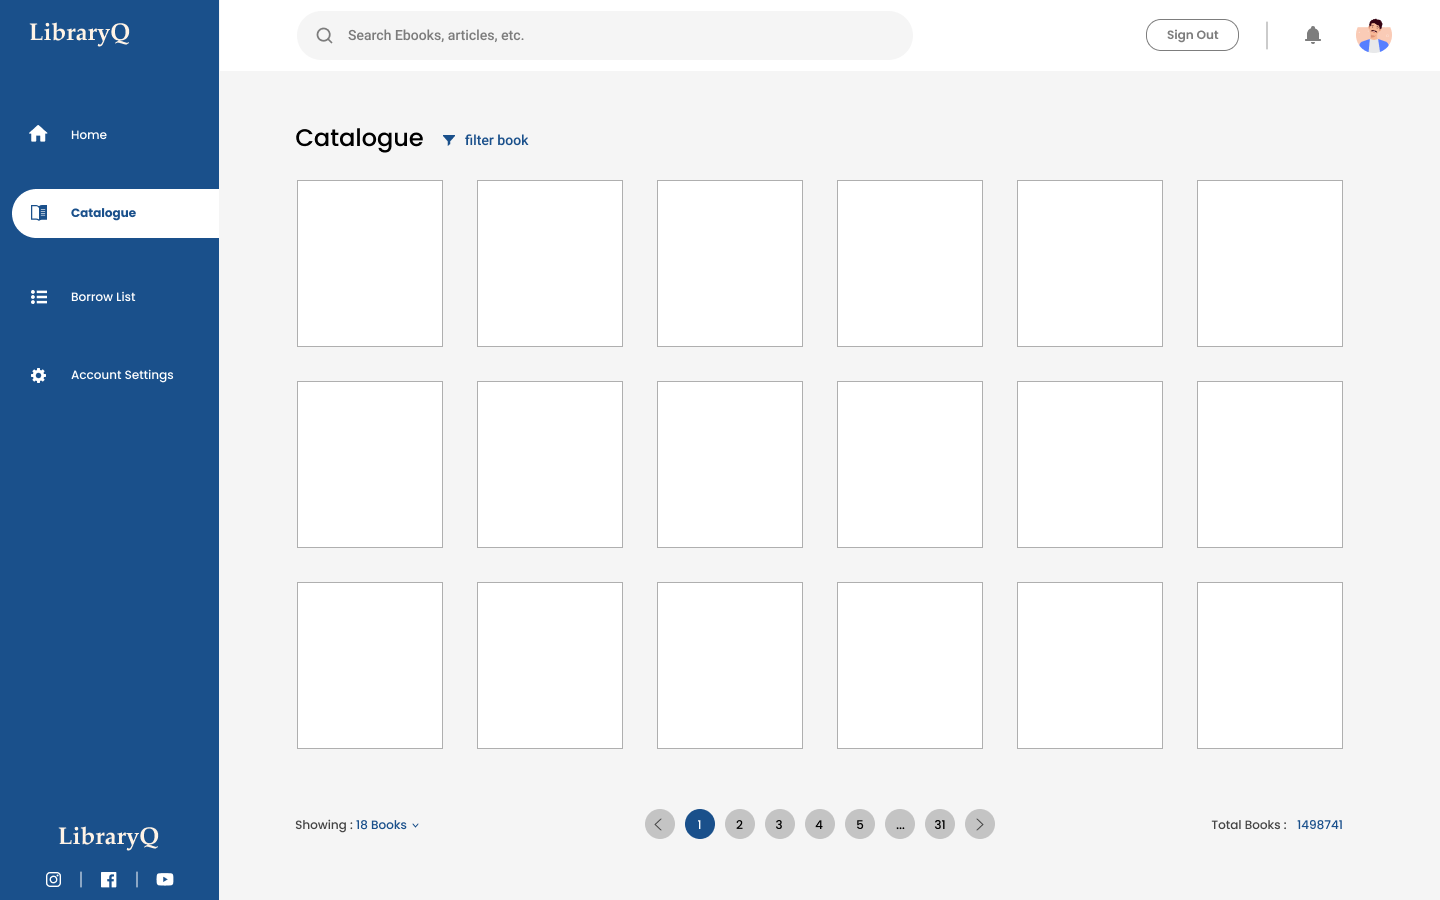 LibraryQ
Search Ebooks, articles, etc.
Sign Out
Home
Catalogue
Borrow List
Account Settings
Catalogue
filter book
Showing : 18 Books
1 2 3 4 5 ... 31
Total Books : 1498741
LibraryQ